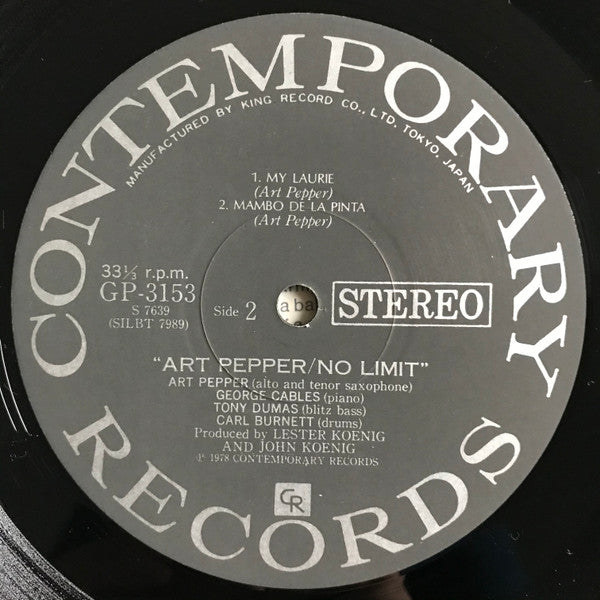 CONTEMPORARY RECORDS
MANUFACTURED BY KING RECORD CO., LTD. TOKYO, JAPAN
1. MY LAURIE
(Art Pepper)
2. MAMBO DE LA PINTA
(Art Pepper)
33⅓ r.p.m.
GP-3153
S 7639
(SILBT 7989)
Side 2
STEREO
"ART PEPPER/NO LIMIT"
ART PEPPER (alto and tenor saxophone)
GEORGE CABLES (piano)
TONY DUMAS (blitz bass)
CARL BURNETT (drums)
Produced by LESTER KOENIG
AND JOHN KOENIG
℗ 1978 CONTEMPORARY RECORDS
CR